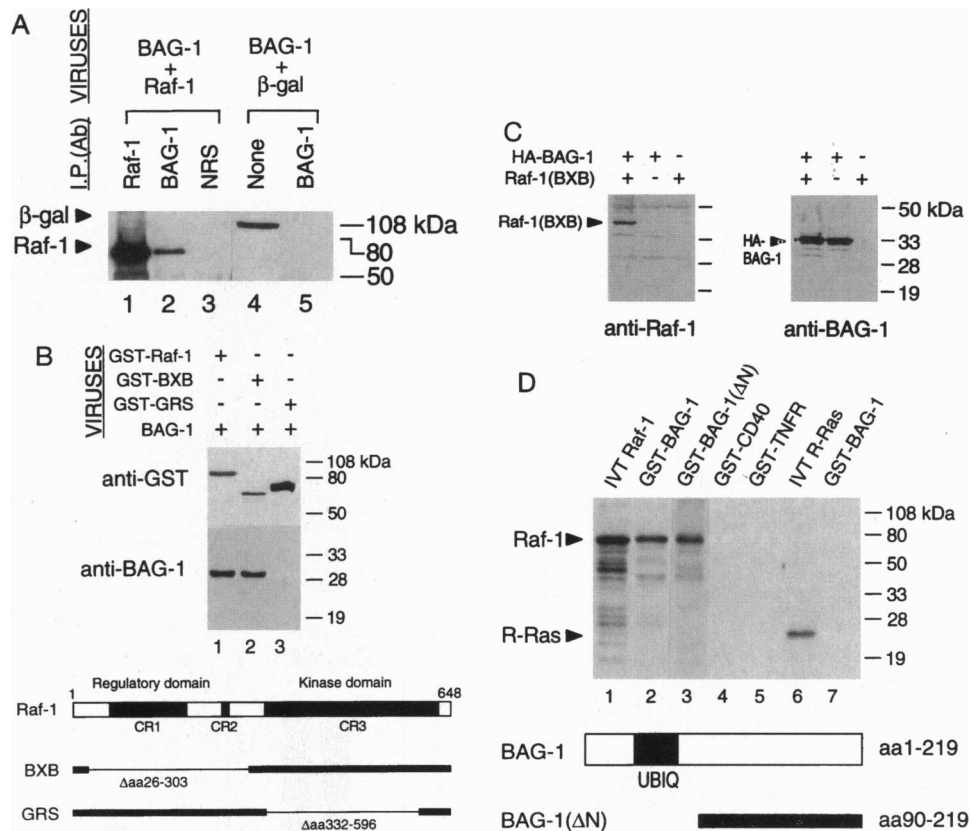 A
VIRUSES
BAG-1 + Raf-1
BAG-1 + β-gal
I.P.(Ab)
Raf-1
BAG-1
NRS
None
BAG-1
β-gal
Raf-1
108 kDa
80
50
1 2 3 4 5
B
VIRUSES
GST-Raf-1 + - -
GST-BXB - + -
GST-GRS - - +
BAG-1 + + +
anti-GST
108 kDa
80
50
anti-BAG-1
33
28
19
1 2 3
1 Regulatory domain Kinase domain 648
Raf-1
CR1 CR2 CR3
BXB
Δaa26-303
GRS
Δaa332-596
C
HA-BAG-1 + + - + + -
Raf-1(BXB) + - + + - +
Raf-1(BXB)
HA-
BAG-1
50 kDa
33
28
19
anti-Raf-1 anti-BAG-1
D
IVT Raf-1
GST-BAG-1
GST-BAG-1(ΔN)
GST-CD40
GST-TNFR
IVT R-Ras
GST-BAG-1
Raf-1
R-Ras
108 kDa
80
50
33
28
19
1 2 3 4 5 6 7
BAG-1 aa1-219
UBIQ
BAG-1(ΔN) aa90-219